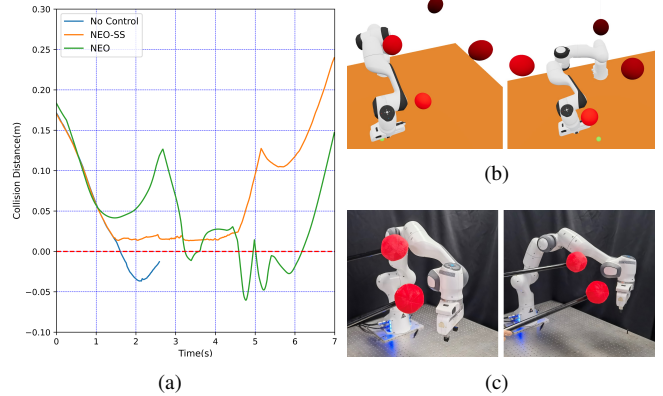 0.30
0.25
0.20
0.15
0.10
0.05
0.00
−0.05
−0.10
Collision Distance(m)
No Control
NEO-SS
NEO
0 1 2 3 4 5 6 7
Time(s)
(a)
(b)
(c)